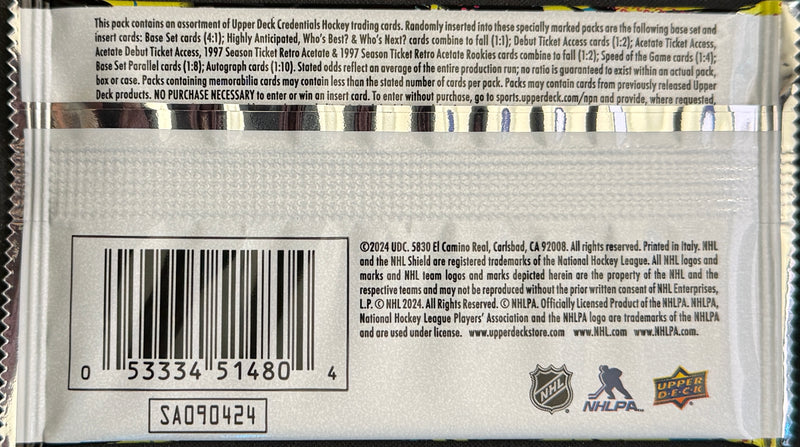 This pack contains an assortment of Upper Deck Credentials Hockey trading cards. Randomly inserted into these specially marked packs are the following base set and
insert cards: Base Set cards (4:1); Highly Anticipated, Who's Best? & Who's Next? cards combine to fall (1:1); Debut Ticket Access cards (1:2); Acetate Ticket Access,
Acetate Debut Ticket Access, 1997 Season Ticket Retro Acetate & 1997 Season Ticket Retro Acetate Rookies cards combine to fall (1:2); Speed of the Game cards (1:4);
Base Set Parallel cards (1:8); Autograph cards (1:10). Stated odds reflect an average of the entire production run; no ratio is guaranteed to exist within an actual pack,
box or case. Packs containing memorabilia cards may contain less than the stated number of cards per pack. Packs may contain cards from previously released Upper
Deck products. NO PURCHASE NECESSARY to enter or win an insert card. To enter without purchase, go to sports.upperdeck.com/npn and provide, where requested,
©2024 UDC. 5830 El Camino Real, Carlsbad, CA 92008. All rights reserved. Printed in Italy. NHL
and the NHL Shield are registered trademarks of the National Hockey League. All NHL logos and
marks and NHL team logos and marks depicted herein are the property of the NHL and the
respective teams and may not be reproduced without the prior written consent of NHL Enterprises,
L.P. © NHL 2024. All Rights Reserved. © NHLPA. Officially Licensed Product of the NHLPA. NHLPA,
National Hockey League Players' Association and the NHLPA logo are trademarks of the NHLPA
and are used under license. www.upperdeckstore.com www.NHL.com www.NHLPA.com.
0 53334 51480 4
SA090424
NHL
NHLPA
UPPER
DECK